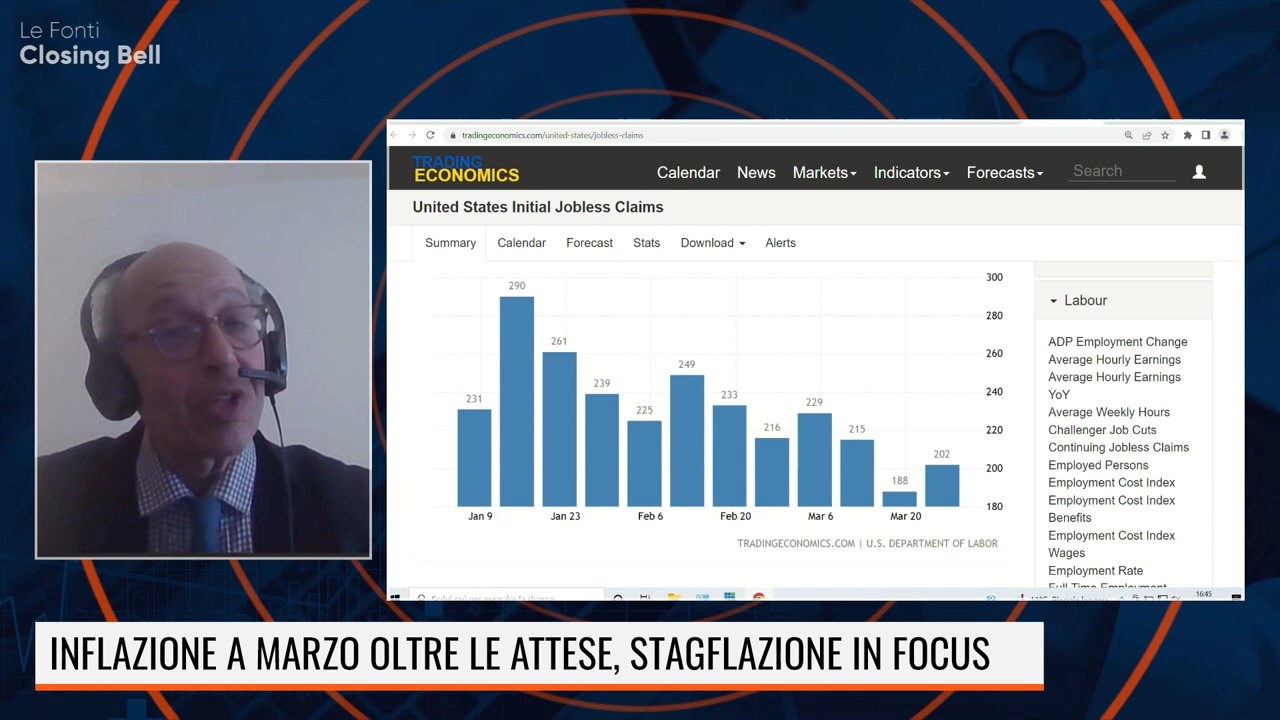 Le Fonti
Closing Bell
tradingeconomics.com/united-states/jobless-claims
TRADING
ECONOMICS
Calendar News Markets Indicators Forecasts Search
United States Initial Jobless Claims
Summary Calendar Forecast Stats Download Alerts
300
280
260
240
220
200
180
231
290
261
239
225
249
233
216
229
215
188
202
Jan 9 Jan 23 Feb 6 Feb 20 Mar 6 Mar 20
TRADINGECONOMICS.COM | U.S. DEPARTMENT OF LABOR
Labour
ADP Employment Change
Average Hourly Earnings
Average Hourly Earnings
YoY
Average Weekly Hours
Challenger Job Cuts
Continuing Jobless Claims
Employed Persons
Employment Cost Index
Employment Cost Index
Benefits
Employment Cost Index
Wages
Employment Rate
Full Time Employment
16:45
INFLAZIONE A MARZO OLTRE LE ATTESE, STAGFLAZIONE IN FOCUS